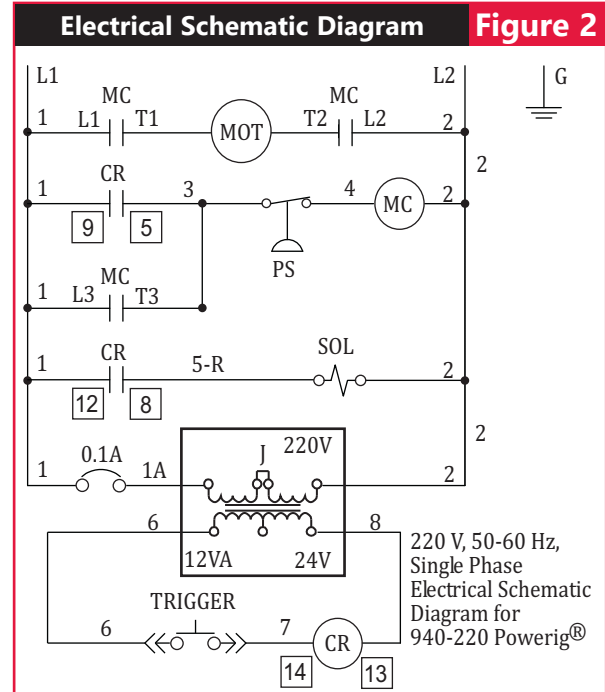 Electrical Schematic Diagram Figure 2
L1 L2 G
MC MC
1 L1 T1 MOT T2 L2 2
2
CR
1 3 4 MC 2
9 5
PS
MC
1 L3 T3
CR SOL
1 5-R 2
12 8
2
0.1A J 220V
1 1A 2
6 8
12VA 24V
220 V, 50-60 Hz,
Single Phase
Electrical Schematic
Diagram for
940-220 Powerig®
TRIGGER
6 7 CR
14 13